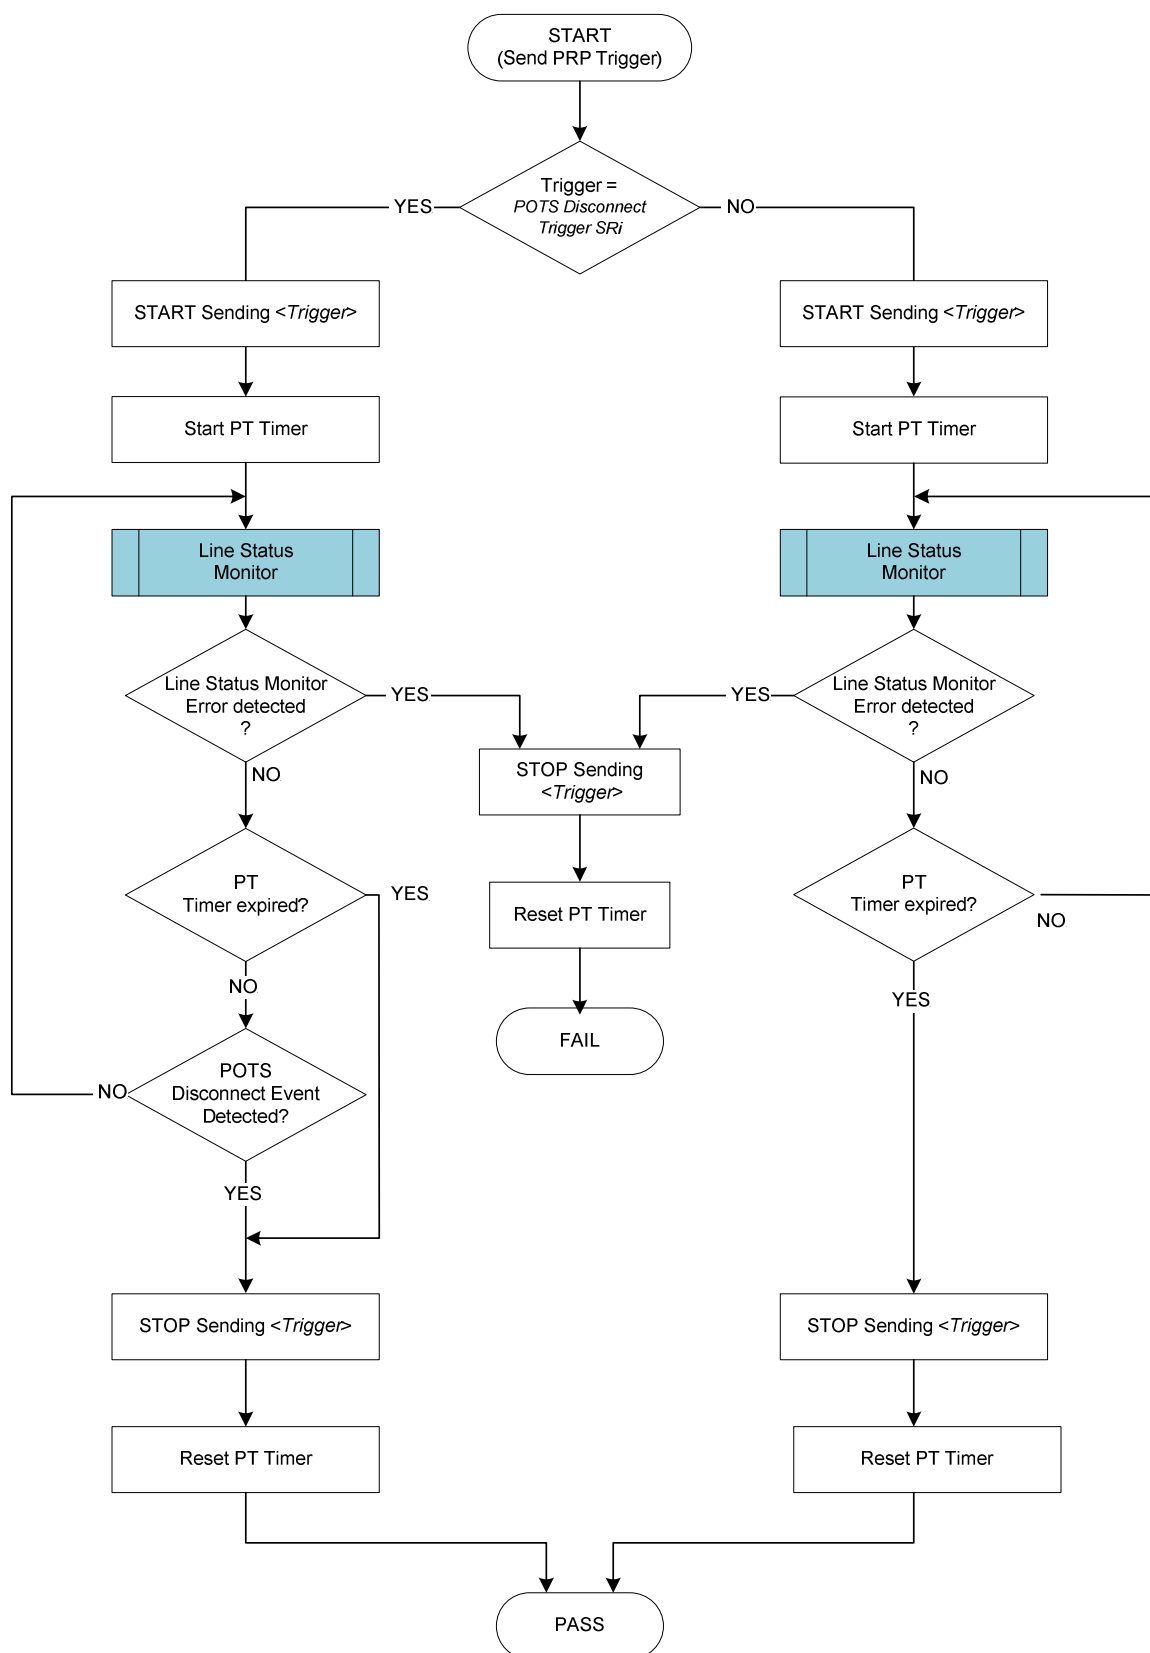 START
(Send PRP Trigger)
Trigger =
POTS Disconnect
Trigger SRi
YES
NO
START Sending <Trigger>
START Sending <Trigger>
Start PT Timer
Start PT Timer
Line Status
Monitor
Line Status
Monitor
Line Status Monitor
Error detected
?
YES
YES
Line Status Monitor
Error detected
?
STOP Sending
<Trigger>
NO
NO
PT
Timer expired?
YES
Reset PT Timer
PT
Timer expired?
NO
NO
YES
FAIL
POTS
Disconnect Event
Detected?
NO
YES
STOP Sending <Trigger>
STOP Sending <Trigger>
Reset PT Timer
Reset PT Timer
PASS